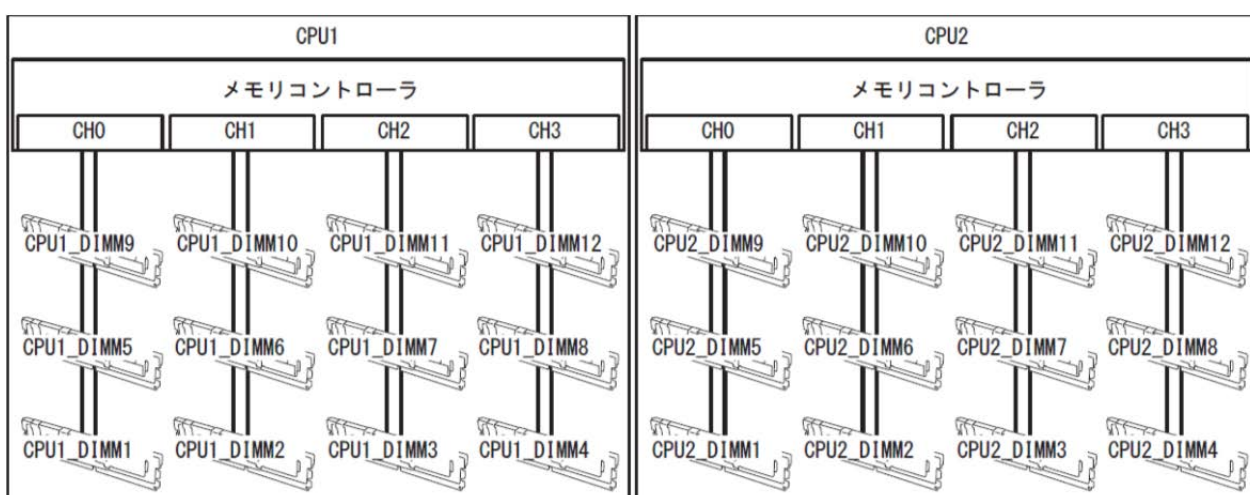 CPU1 CPU2
メモリコントローラ メモリコントローラ
CH0 CH1 CH2 CH3 CH0 CH1 CH2 CH3
CPU1_DIMM9 CPU1_DIMM10 CPU1_DIMM11 CPU1_DIMM12 CPU2_DIMM9 CPU2_DIMM10 CPU2_DIMM11 CPU2_DIMM12
CPU1_DIMM5 CPU1_DIMM6 CPU1_DIMM7 CPU1_DIMM8 CPU2_DIMM5 CPU2_DIMM6 CPU2_DIMM7 CPU2_DIMM8
CPU1_DIMM1 CPU1_DIMM2 CPU1_DIMM3 CPU1_DIMM4 CPU2_DIMM1 CPU2_DIMM2 CPU2_DIMM3 CPU2_DIMM4